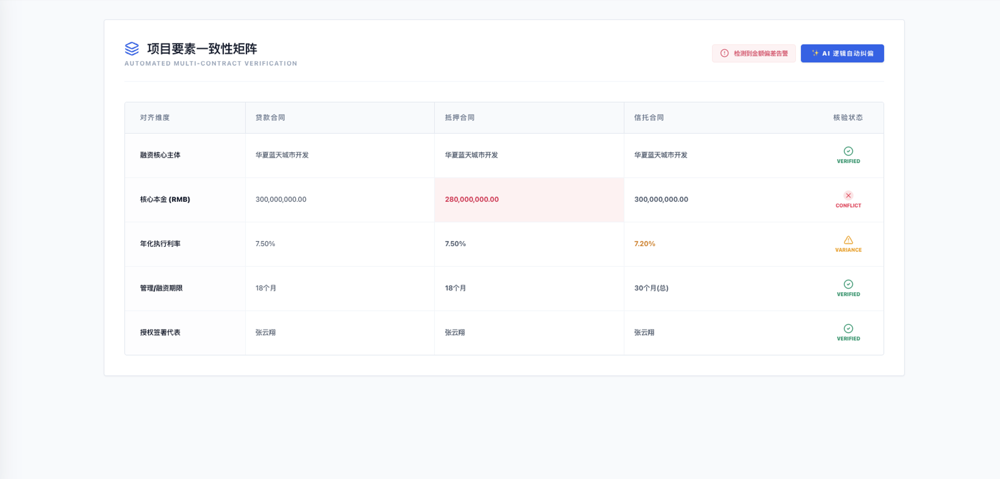 项目要素一致性矩阵
AUTOMATED MULTI-CONTRACT VERIFICATION
检测到金额偏差告警
✨ AI 逻辑自动纠偏
对齐维度 贷款合同 抵押合同 信托合同 核验状态
融资核心主体 华夏蓝天城市开发 华夏蓝天城市开发 华夏蓝天城市开发 VERIFIED
核心本金 (RMB) 300,000,000.00 280,000,000.00 300,000,000.00 CONFLICT
年化执行利率 7.50% 7.50% 7.20% VARIANCE
管理/融资期限 18个月 18个月 30个月(总) VERIFIED
授权签署代表 张云翔 张云翔 张云翔 VERIFIED